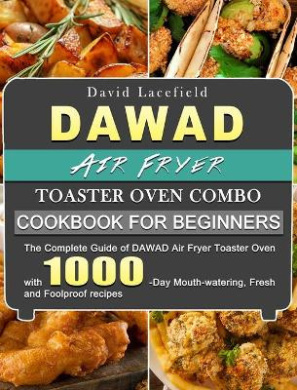 David Lacefield
DAWAD
AIR FRYER
TOASTER OVEN COMBO
COOKBOOK FOR BEGINNERS
The Complete Guide of DAWAD Air Fryer Toaster Oven
with 1000 -Day Mouth-watering, Fresh
and Foolproof recipes